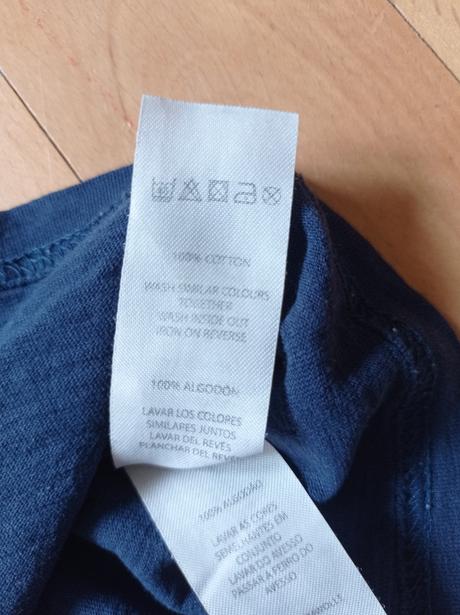 100% COTTON
WASH SIMILAR COLOURS
TOGETHER
WASH INSIDE OUT
IRON ON REVERSE
100% ALGODÓN
LAVAR LOS COLORES
SIMILARES JUNTOS
LAVAR DEL REVÉS
PLANCHAR DEL REVÉS
100% ALGODÃO
LAVAR AS CORES
SEMELHANTES EM
CONJUNTO
LAVAR DO AVESSO
PASSAR A FERRO DO
AVESSO